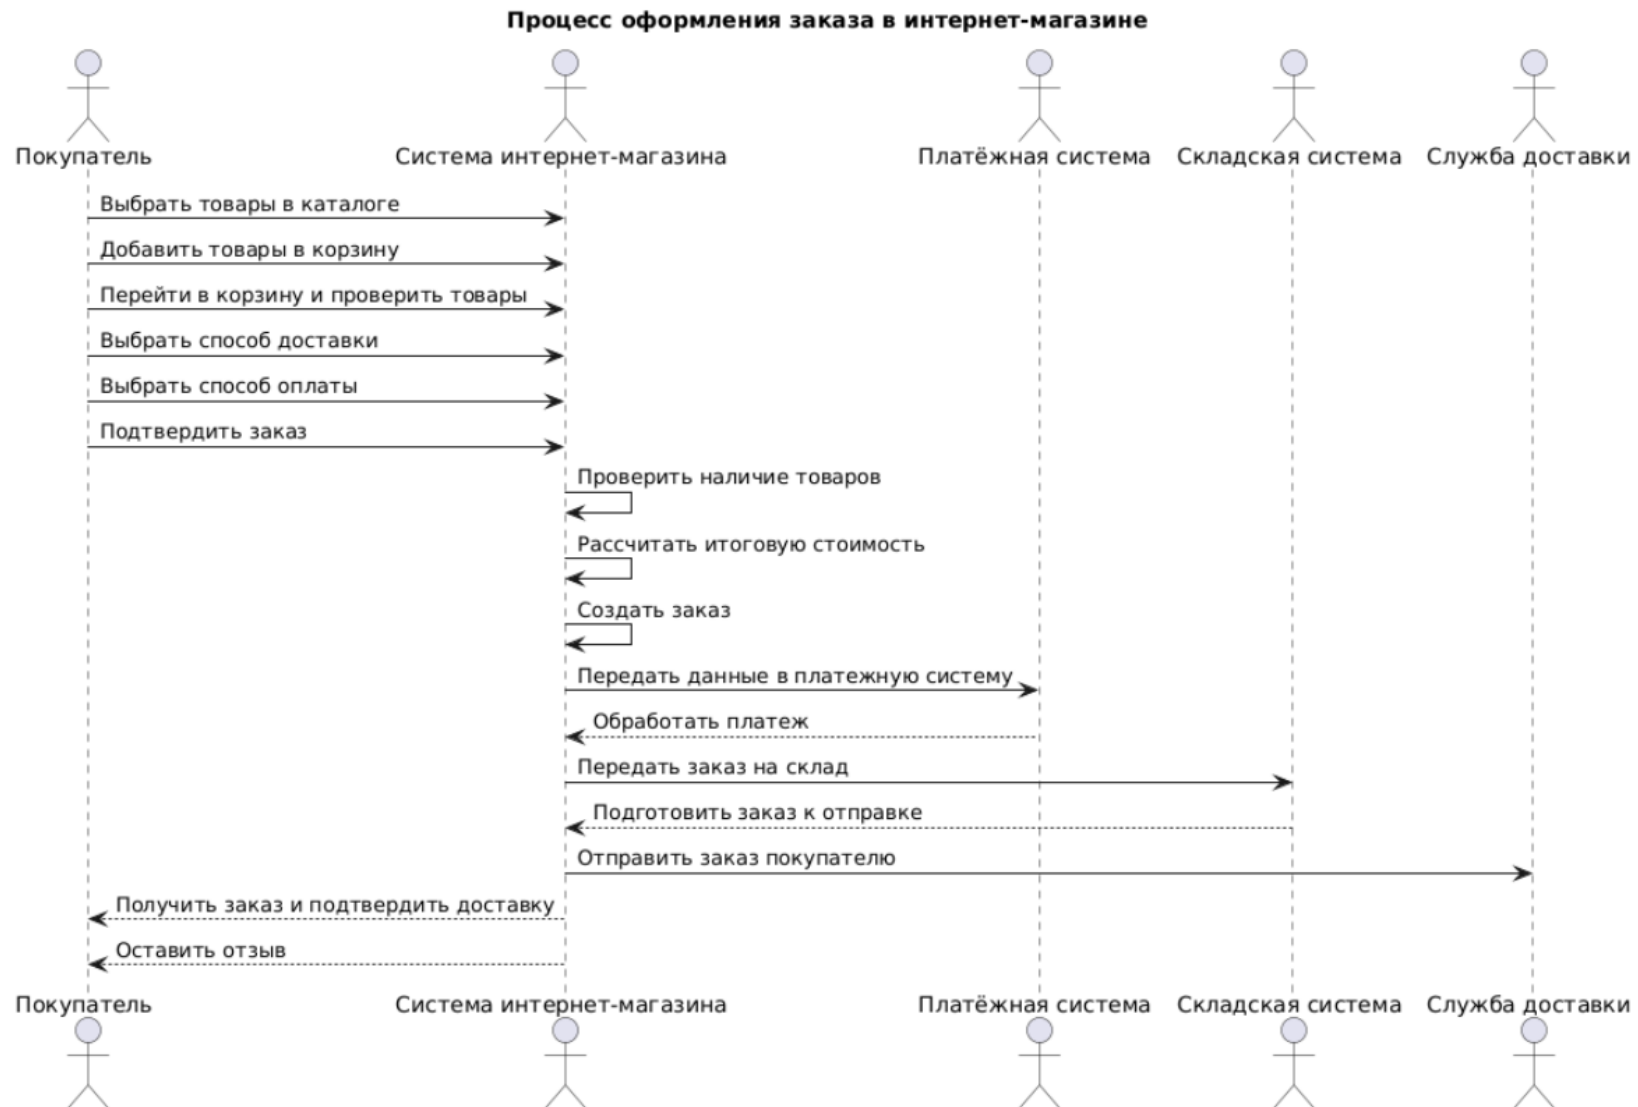 Процесс оформления заказа в интернет-магазине
Покупатель
Система интернет-магазина
Платёжная система
Складская система
Служба доставки
Выбрать товары в каталоге
Добавить товары в корзину
Перейти в корзину и проверить товары
Выбрать способ доставки
Выбрать способ оплаты
Подтвердить заказ
Проверить наличие товаров
Рассчитать итоговую стоимость
Создать заказ
Передать данные в платежную систему
Обработать платеж
Передать заказ на склад
Подготовить заказ к отправке
Отправить заказ покупателю
Получить заказ и подтвердить доставку
Оставить отзыв
Покупатель
Система интернет-магазина
Платёжная система
Складская система
Служба доставки